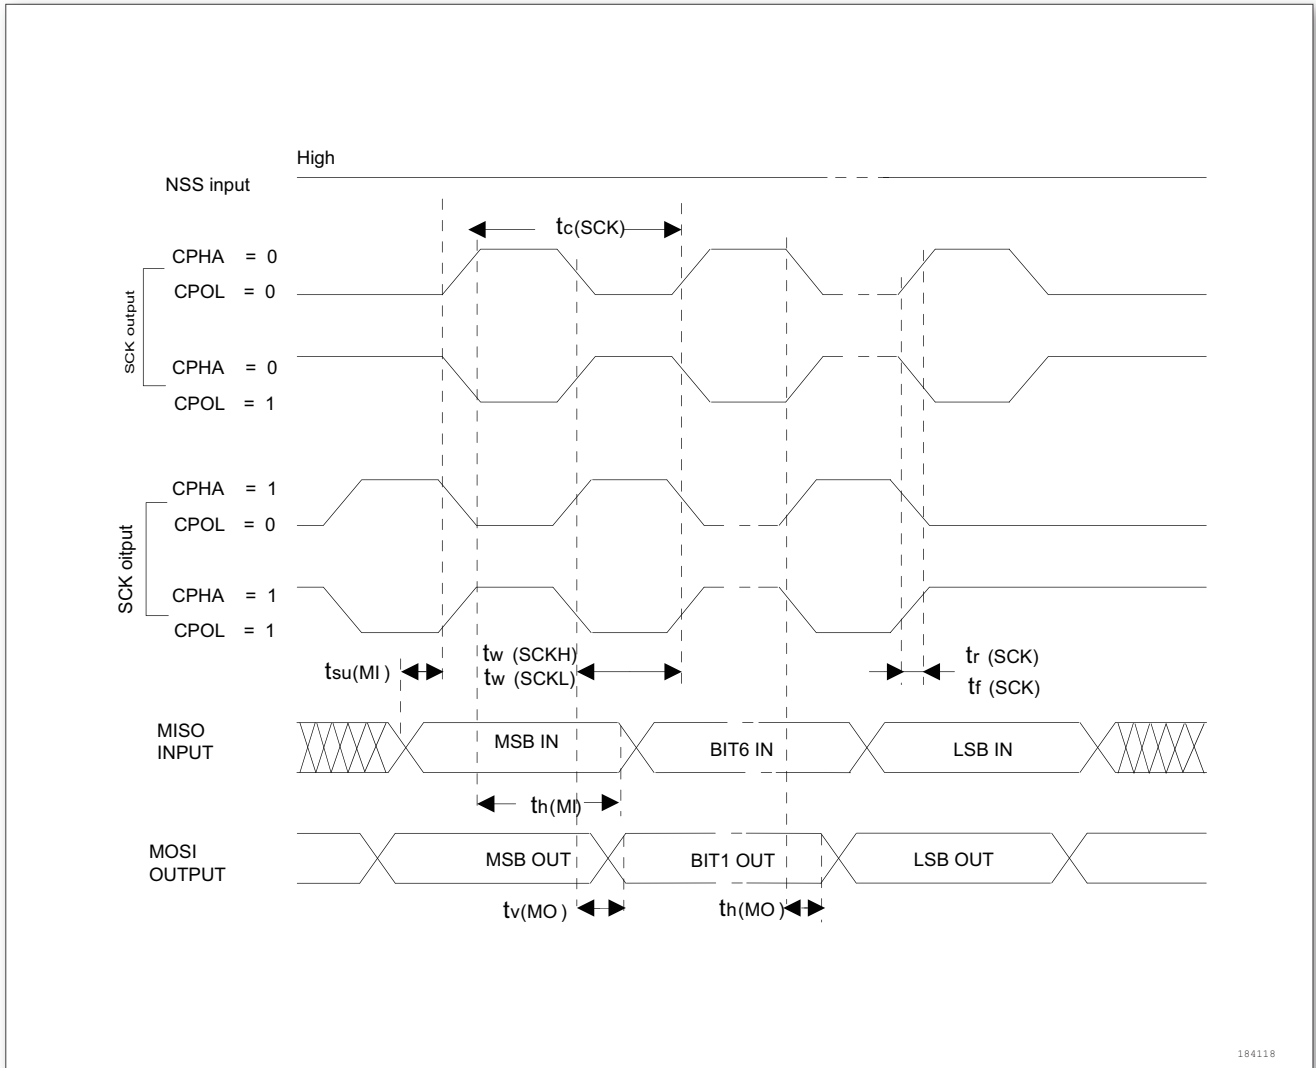 High
NSS input
tc(SCK)
CPHA = 0
CPOL = 0
SCK output
CPHA = 0
CPOL = 1
CPHA = 1
CPOL = 0
SCK oitput
CPHA = 1
CPOL = 1
tsu(MI)
tw (SCKH)
tw (SCKL)
tr (SCK)
tf (SCK)
MISO
INPUT
MSB IN
BIT6 IN
LSB IN
th(MI)
MOSI
OUTPUT
MSB OUT
BIT1 OUT
LSB OUT
tv(MO)
th(MO)
184118